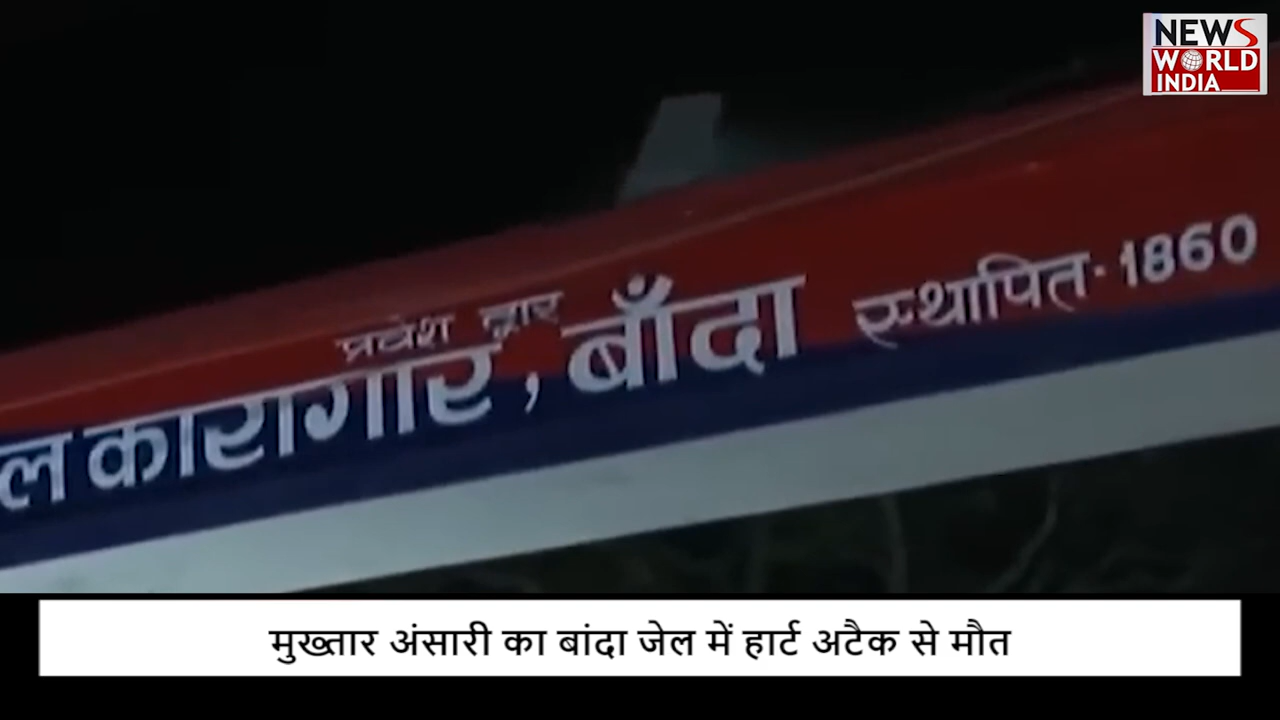 NEWS
WORLD
INDIA
प्रवेश द्वार
ल कारागार, बाँदा स्थापित-1860
मुख्तार अंसारी का बांदा जेल में हार्ट अटैक से मौत